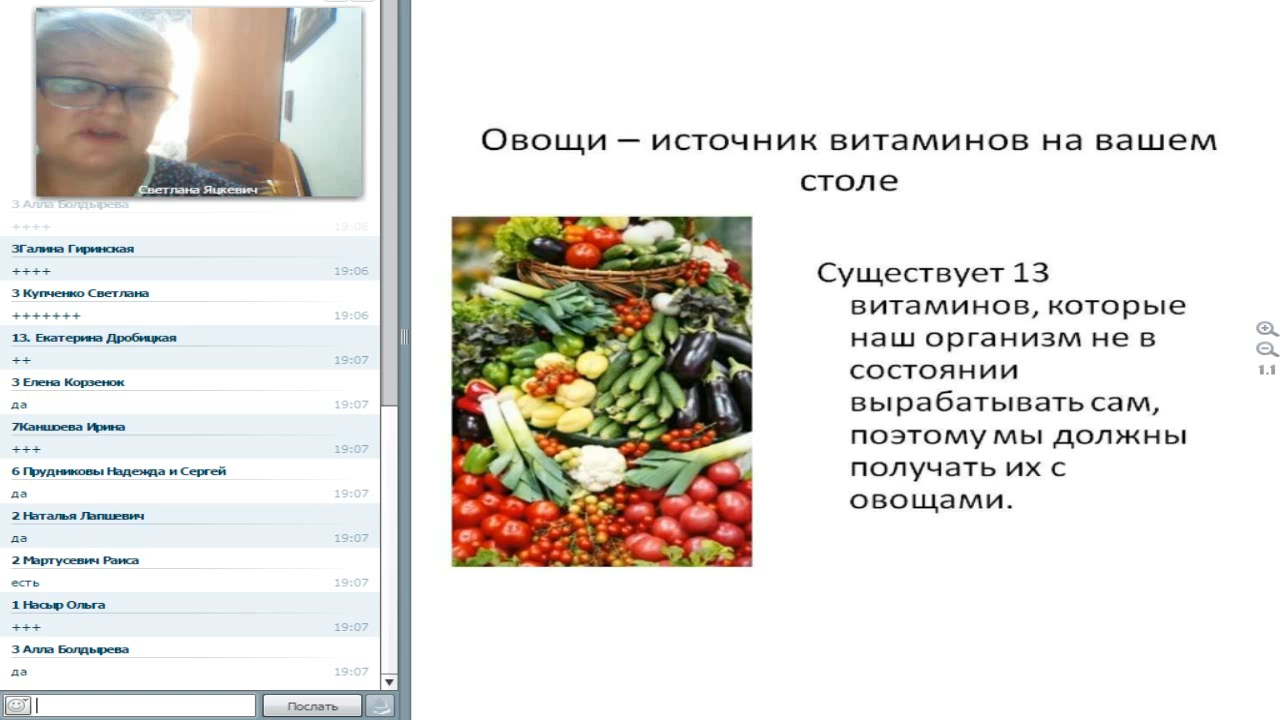 Светлана Яцкевич
3 Алла Болдырева
++++ 19:06
3Галина Гиринская
++++ 19:06
3 Купченко Светлана
+++++++ 19:06
13. Екатерина Дробицкая
++ 19:07
3 Елена Корзенок
да 19:07
7Каншоева Ирина
+++ 19:07
6 Прудниковы Надежда и Сергей
да 19:07
2 Наталья Лапшевич
да 19:07
2 Мартусевич Раиса
есть 19:07
1 Насыр Ольга
+++ 19:07
3 Алла Болдырева
да 19:07
Послать
Овощи – источник витаминов на вашем
столе
Существует 13
витаминов, которые
наш организм не в
состоянии
вырабатывать сам,
поэтому мы должны
получать их с
овощами.
1.1